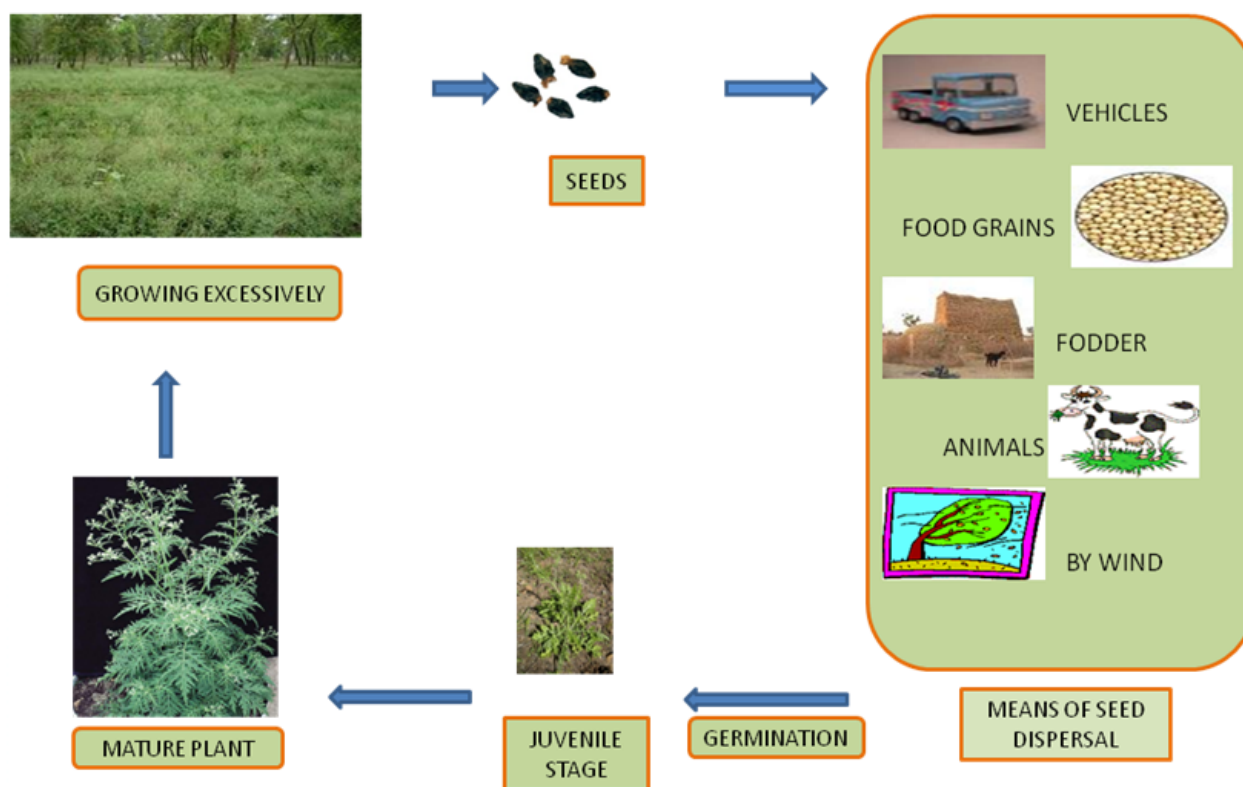 VEHICLES
SEEDS
FOOD GRAINS
GROWING EXCESSIVELY
FODDER
ANIMALS
BY WIND
MEANS OF SEED
DISPERSAL
GERMINATION
JUVENILE
STAGE
MATURE PLANT